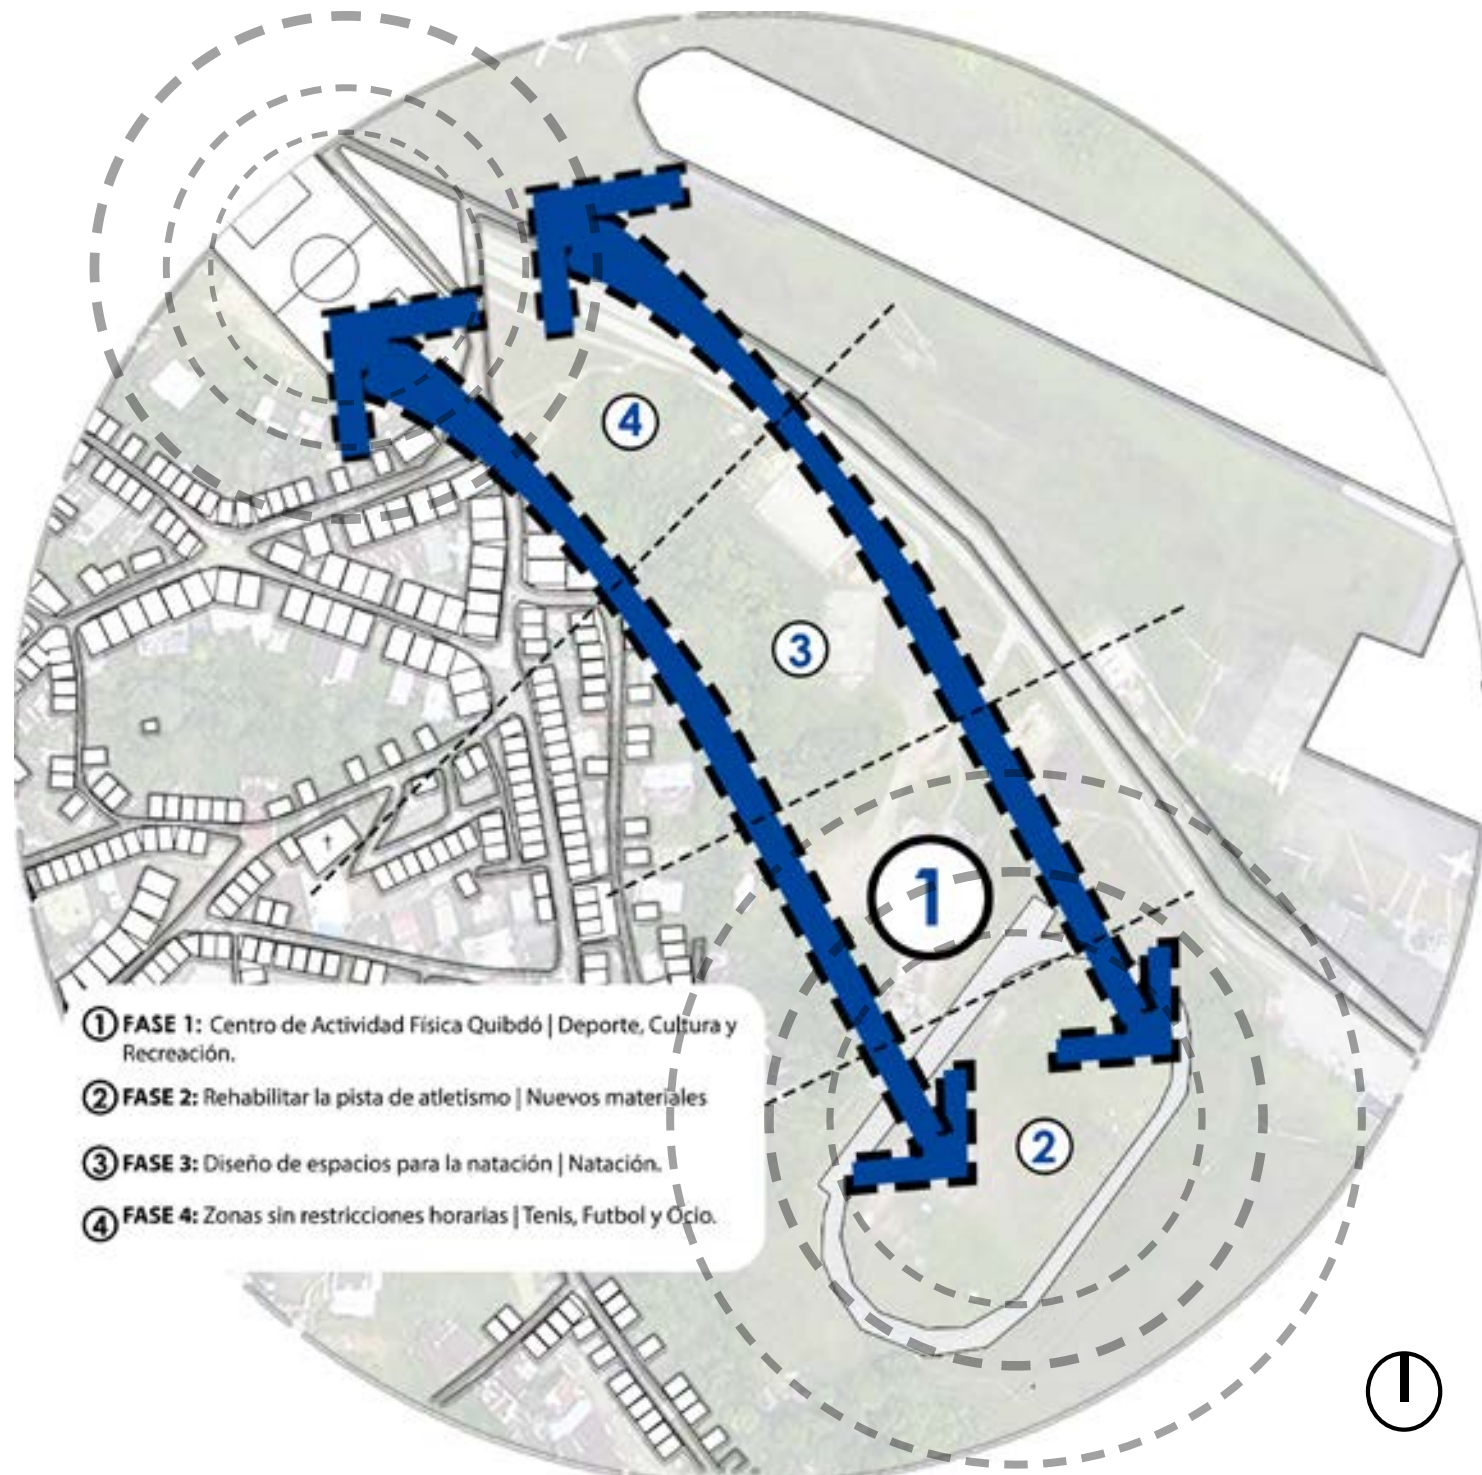 4
3
1
2
1 FASE 1: Centro de Actividad Física Quibdó | Deporte, Cultura y
Recreación.
2 FASE 2: Rehabilitar la pista de atletismo | Nuevos materiales
3 FASE 3: Diseño de espacios para la natación | Natación.
4 FASE 4: Zonas sin restricciones horarias | Tenis, Futbol y Ocio.